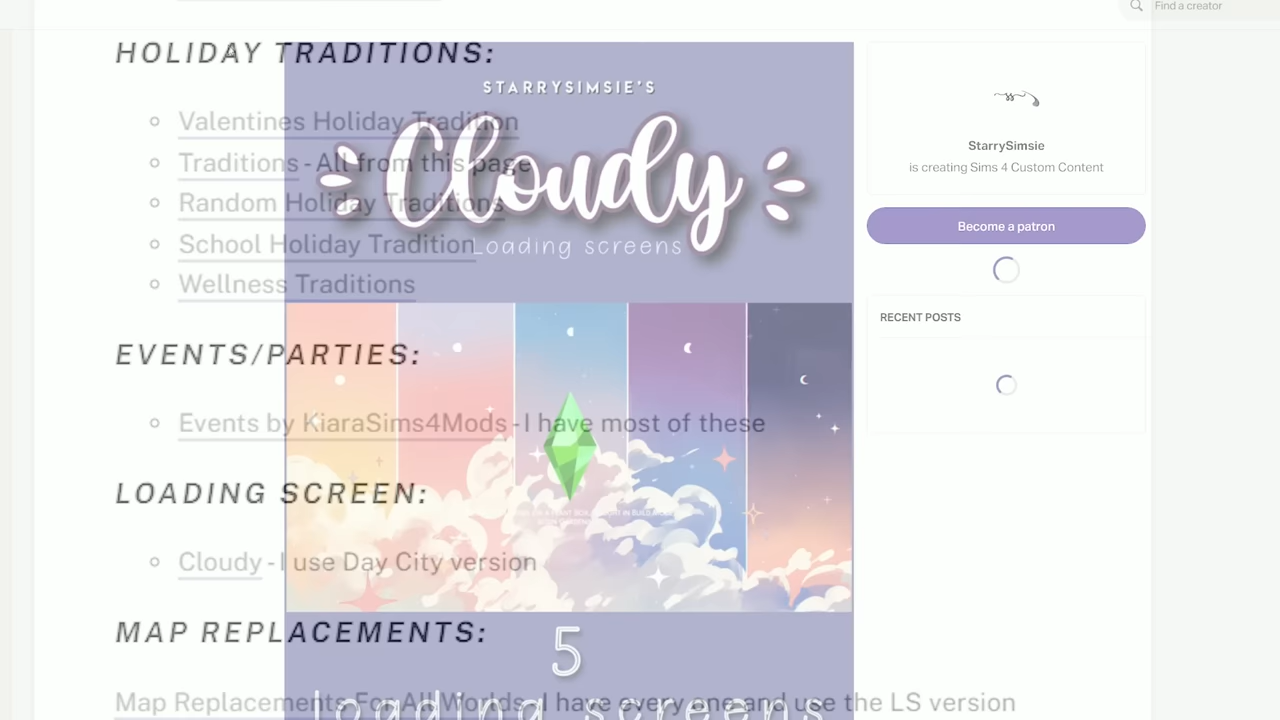 Find a creator
HOLIDAY TRADITIONS:
STARRYSIMSIE'S
Cloudy
Loading screens
Valentines Holiday Tradition
Traditions - All from this page
Random Holiday Traditions
School Holiday Tradition
Wellness Traditions
StarrySimsie
is creating Sims 4 Custom Content
Become a patron
RECENT POSTS
EVENTS/PARTIES:
Events by KiaraSims4Mods - I have most of these
LOADING SCREEN:
Cloudy - I use Day City version
MAP REPLACEMENTS:
5
loading screens
Map Replacements For All Worlds - I have every one and use the LS version